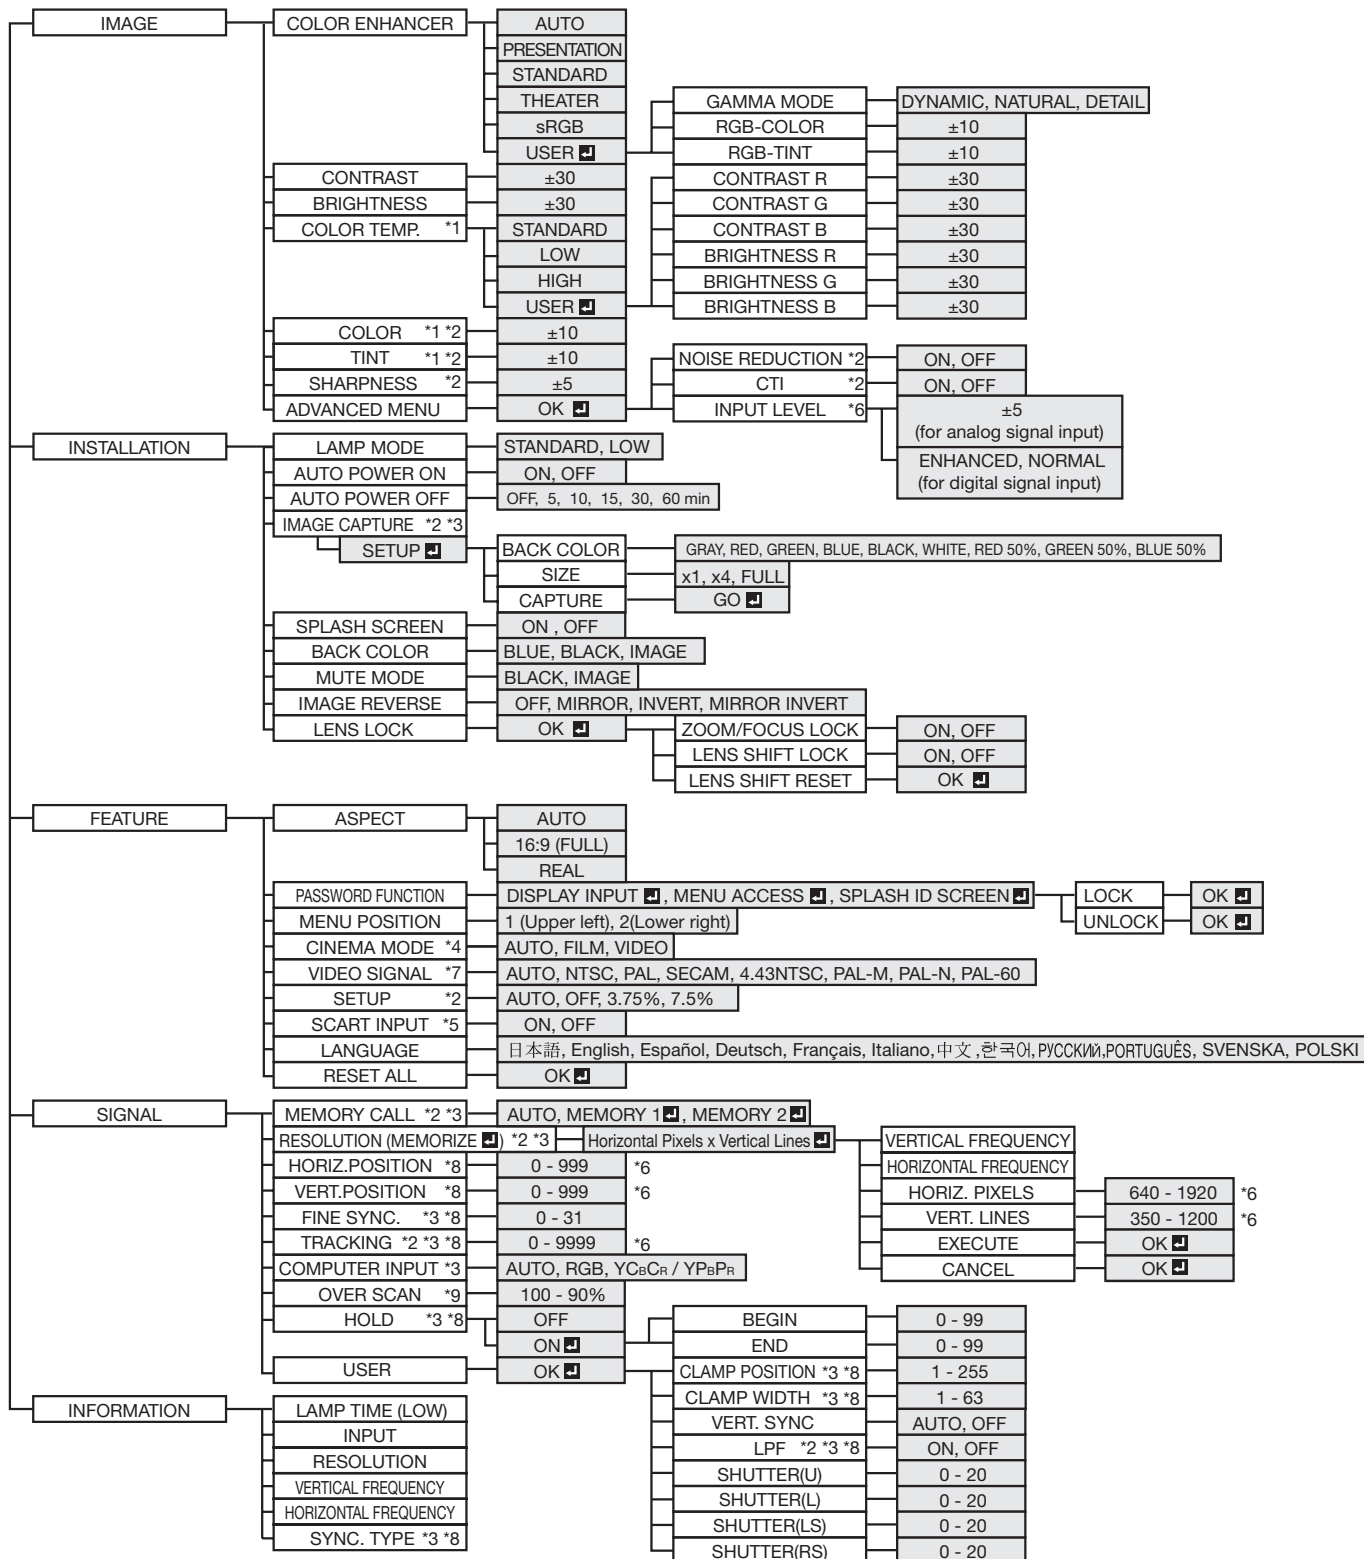 IMAGE COLOR ENHANCER AUTO
PRESENTATION
STANDARD
THEATER GAMMA MODE DYNAMIC, NATURAL, DETAIL
sRGB RGB-COLOR ±10
USER RGB-TINT ±10
CONTRAST ±30 CONTRAST R ±30
BRIGHTNESS ±30 CONTRAST G ±30
COLOR TEMP. *1 STANDARD CONTRAST B ±30
LOW BRIGHTNESS R ±30
HIGH BRIGHTNESS G ±30
USER BRIGHTNESS B ±30
COLOR *1 *2 ±10
TINT *1 *2 ±10 NOISE REDUCTION *2 ON, OFF
SHARPNESS *2 ±5 CTI *2 ON, OFF
ADVANCED MENU OK INPUT LEVEL *6 ±5
(for analog signal input)
ENHANCED, NORMAL
(for digital signal input)
INSTALLATION LAMP MODE STANDARD, LOW
AUTO POWER ON ON, OFF
AUTO POWER OFF OFF, 5, 10, 15, 30, 60 min
IMAGE CAPTURE *2 *3
SETUP BACK COLOR GRAY, RED, GREEN, BLUE, BLACK, WHITE, RED 50%, GREEN 50%, BLUE 50%
SIZE x1, x4, FULL
CAPTURE GO
SPLASH SCREEN ON , OFF
BACK COLOR BLUE, BLACK, IMAGE
MUTE MODE BLACK, IMAGE
IMAGE REVERSE OFF, MIRROR, INVERT, MIRROR INVERT
LENS LOCK OK ZOOM/FOCUS LOCK ON, OFF
LENS SHIFT LOCK ON, OFF
LENS SHIFT RESET OK
FEATURE ASPECT AUTO
16:9 (FULL)
REAL
PASSWORD FUNCTION DISPLAY INPUT , MENU ACCESS , SPLASH ID SCREEN LOCK OK
MENU POSITION 1 (Upper left), 2(Lower right) UNLOCK OK
CINEMA MODE *4 AUTO, FILM, VIDEO
VIDEO SIGNAL *7 AUTO, NTSC, PAL, SECAM, 4.43NTSC, PAL-M, PAL-N, PAL-60
SETUP *2 AUTO, OFF, 3.75%, 7.5%
SCART INPUT *5 ON, OFF
LANGUAGE 日本語, English, Español, Deutsch, Français, Italiano, 中文 ,한국어, РУССКИЙ,PORTUGUÊS, SVENSKA, POLSKI
RESET ALL OK
SIGNAL MEMORY CALL *2 *3 AUTO, MEMORY 1 , MEMORY 2
RESOLUTION (MEMORIZE ) *2 *3 Horizontal Pixels x Vertical Lines VERTICAL FREQUENCY
HORIZ.POSITION *8 0 - 999 *6 HORIZONTAL FREQUENCY
VERT.POSITION *8 0 - 999 *6 HORIZ. PIXELS 640 - 1920 *6
FINE SYNC. *3 *8 0 - 31 VERT. LINES 350 - 1200 *6
TRACKING *2 *3 *8 0 - 9999 *6 EXECUTE OK
COMPUTER INPUT *3 AUTO, RGB, YCBCR / YPBPR CANCEL OK
OVER SCAN *9 100 - 90%
HOLD *3 *8 OFF BEGIN 0 - 99
ON END 0 - 99
USER OK CLAMP POSITION *3 *8 1 - 255
INFORMATION LAMP TIME (LOW) CLAMP WIDTH *3 *8 1 - 63
INPUT VERT. SYNC AUTO, OFF
RESOLUTION LPF *2 *3 *8 ON, OFF
VERTICAL FREQUENCY SHUTTER(U) 0 - 20
HORIZONTAL FREQUENCY SHUTTER(L) 0 - 20
SYNC. TYPE *3 *8 SHUTTER(LS) 0 - 20
SHUTTER(RS) 0 - 20